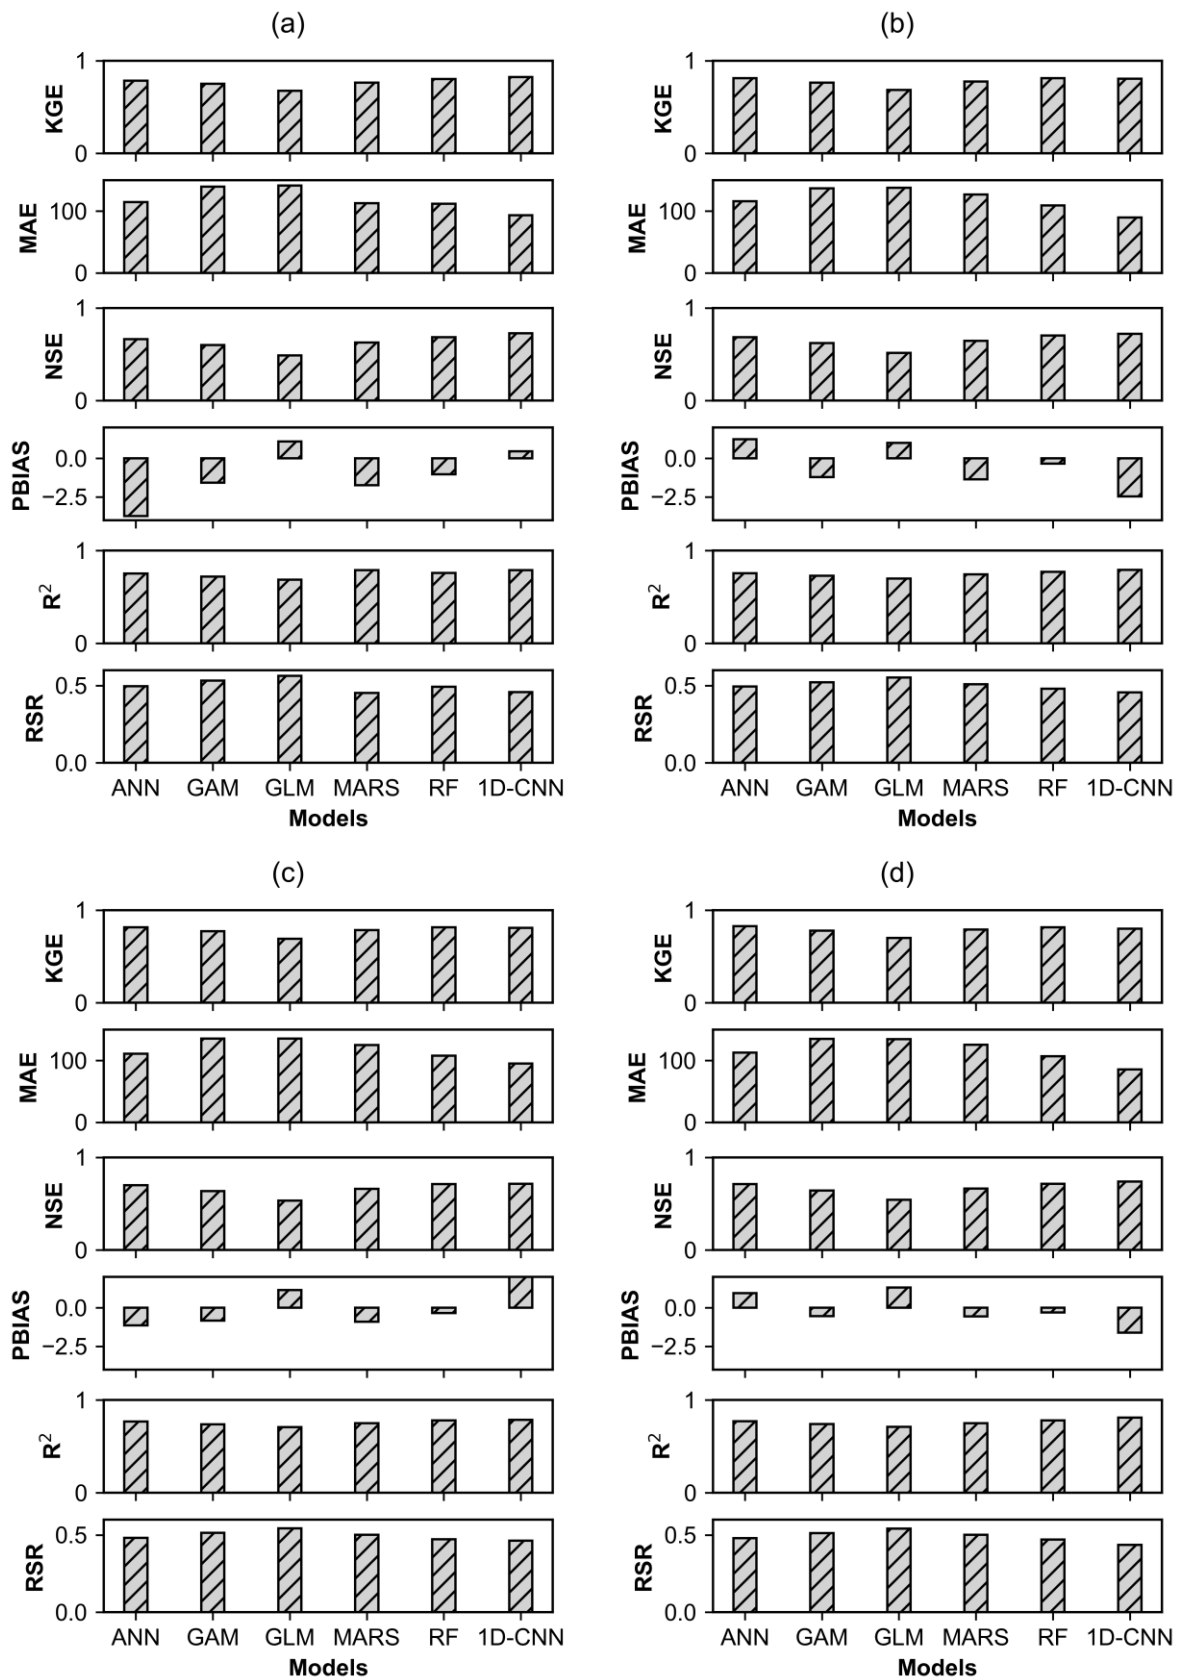 (a)
1
KGE
0
MAE
100
0
1
NSE
0
0.0
PBIAS
−2.5
1
R²
0
0.5
RSR
0.0
ANN GAM GLM MARS RF 1D-CNN
Models
(b)
1
KGE
0
MAE
100
0
1
NSE
0
0.0
PBIAS
−2.5
1
R²
0
0.5
RSR
0.0
ANN GAM GLM MARS RF 1D-CNN
Models
(c)
1
KGE
0
MAE
100
0
1
NSE
0
0.0
PBIAS
−2.5
1
R²
0
0.5
RSR
0.0
ANN GAM GLM MARS RF 1D-CNN
Models
(d)
1
KGE
0
MAE
100
0
1
NSE
0
0.0
PBIAS
−2.5
1
R²
0
0.5
RSR
0.0
ANN GAM GLM MARS RF 1D-CNN
Models